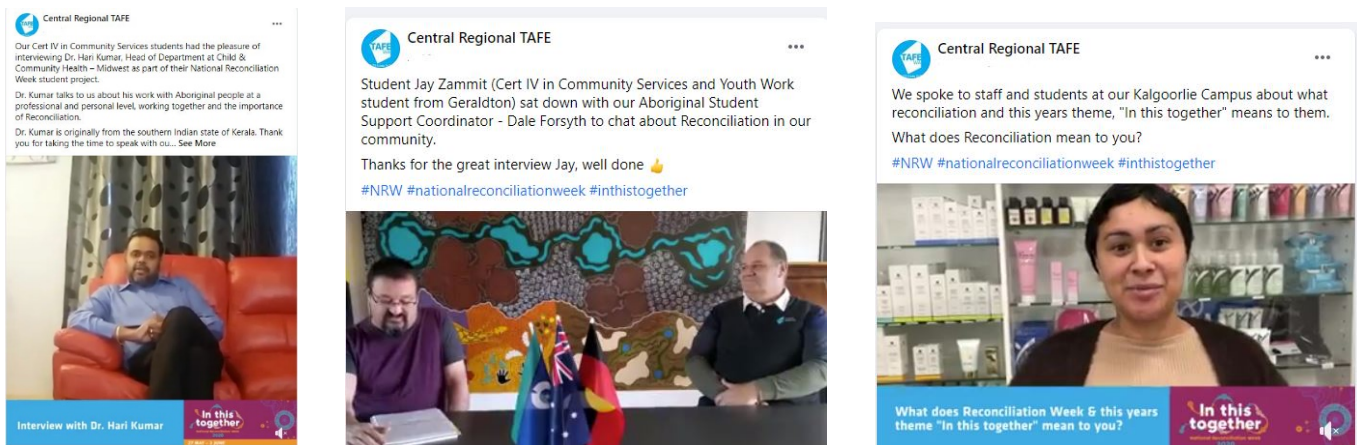 Central Regional TAFE
Our Cert IV in Community Services students had the pleasure of
interviewing Dr. Hari Kumar, Head of Department at Child &
Community Health – Midwest as part of their National Reconciliation
Week student project.
Dr. Kumar talks to us about his work with Aboriginal people at a
professional and personal level, working together and the importance
of Reconciliation.
Dr. Kumar is originally from the southern Indian state of Kerala. Thank
you for taking the time to speak with ou... See More
Interview with Dr. Hari Kumar
In this
together
TAFE
Central Regional TAFE
Student Jay Zammit (Cert IV in Community Services and Youth Work
student from Geraldton) sat down with our Aboriginal Student
Support Coordinator - Dale Forsyth to chat about Reconciliation in our
community.
Thanks for the great interview Jay, well done 👍
#NRW #nationalreconciliationweek #inthistogether
TAFE
Central Regional TAFE
We spoke to staff and students at our Kalgoorlie Campus about what
reconciliation and this years theme, "In this together" means to them.
What does Reconciliation mean to you?
#NRW #nationalreconciliationweek #inthistogether
What does Reconciliation Week & this years
theme "In this together" mean to you?
In this
together